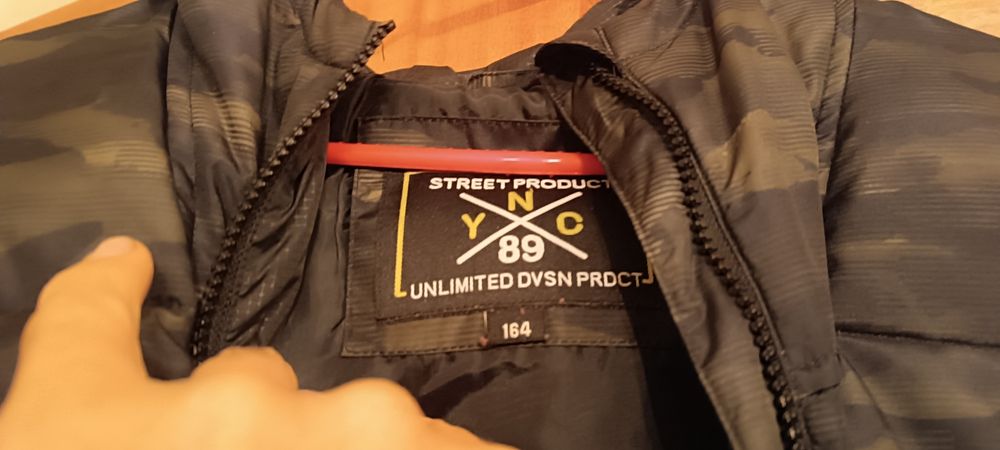 STREET PRODUCT
N
Y C
89
UNLIMITED DVSN PRDCT
164